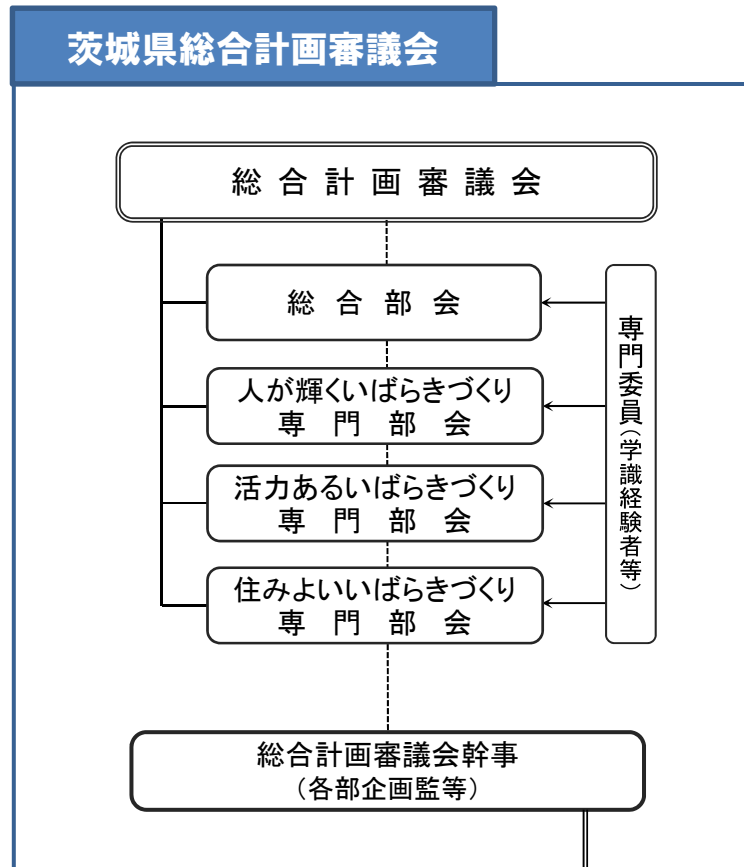 茨城県総合計画審議会
総合計画審議会
総合部会
人が輝くいばらきづくり
専門部会
活力あるいばらきづくり
専門部会
住みよいいばらきづくり
専門部会
専門委員(学識経験者等)
総合計画審議会幹事
(各部企画監等)